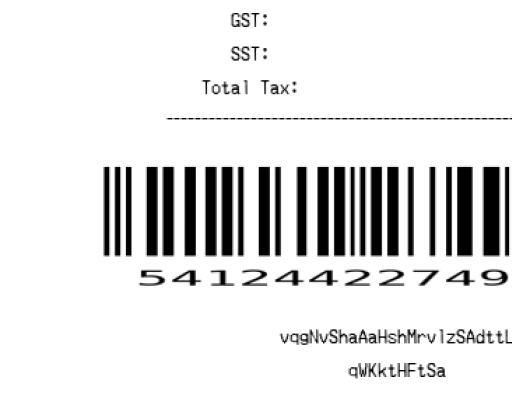 GST:
SST:
Total Tax:
54124422749
vqgNvShaAaHshMrvlzSAdttL
qWKktHFtSa